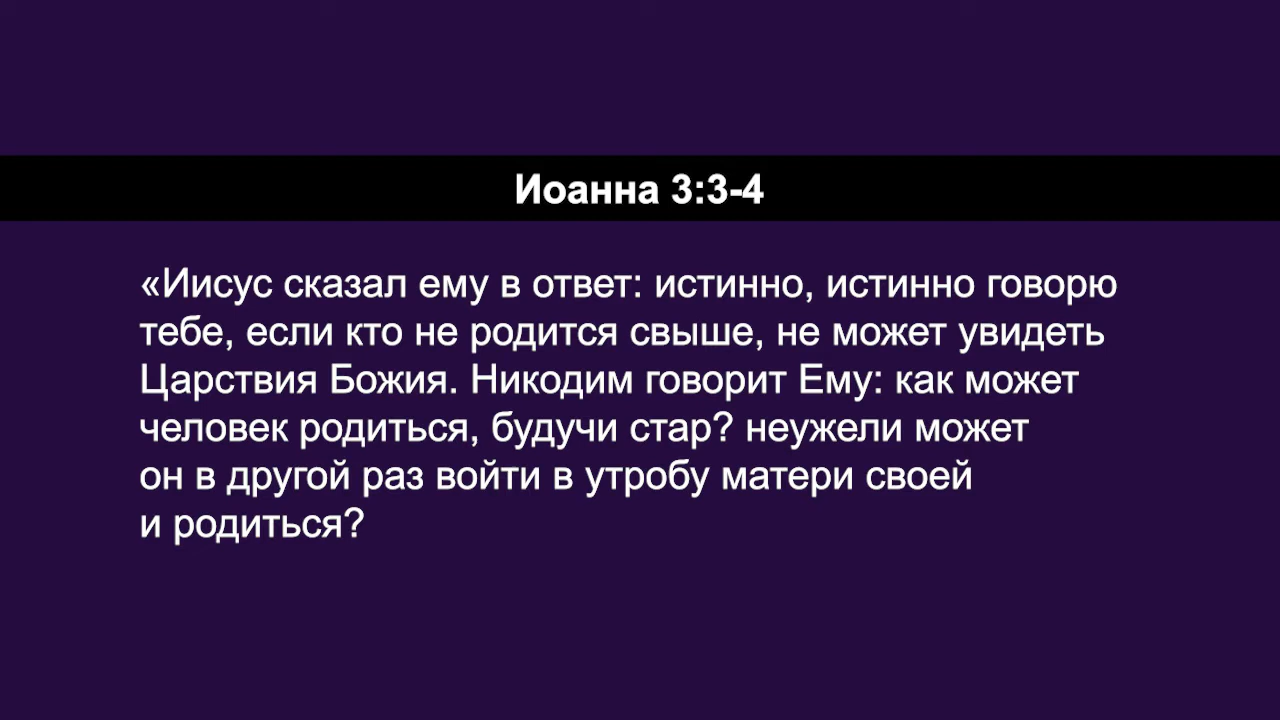 Иоанна 3:3-4
«Иисус сказал ему в ответ: истинно, истинно говорю
тебе, если кто не родится свыше, не может увидеть
Царствия Божия. Никодим говорит Ему: как может
человек родиться, будучи стар? неужели может
он в другой раз войти в утробу матери своей
и родиться?